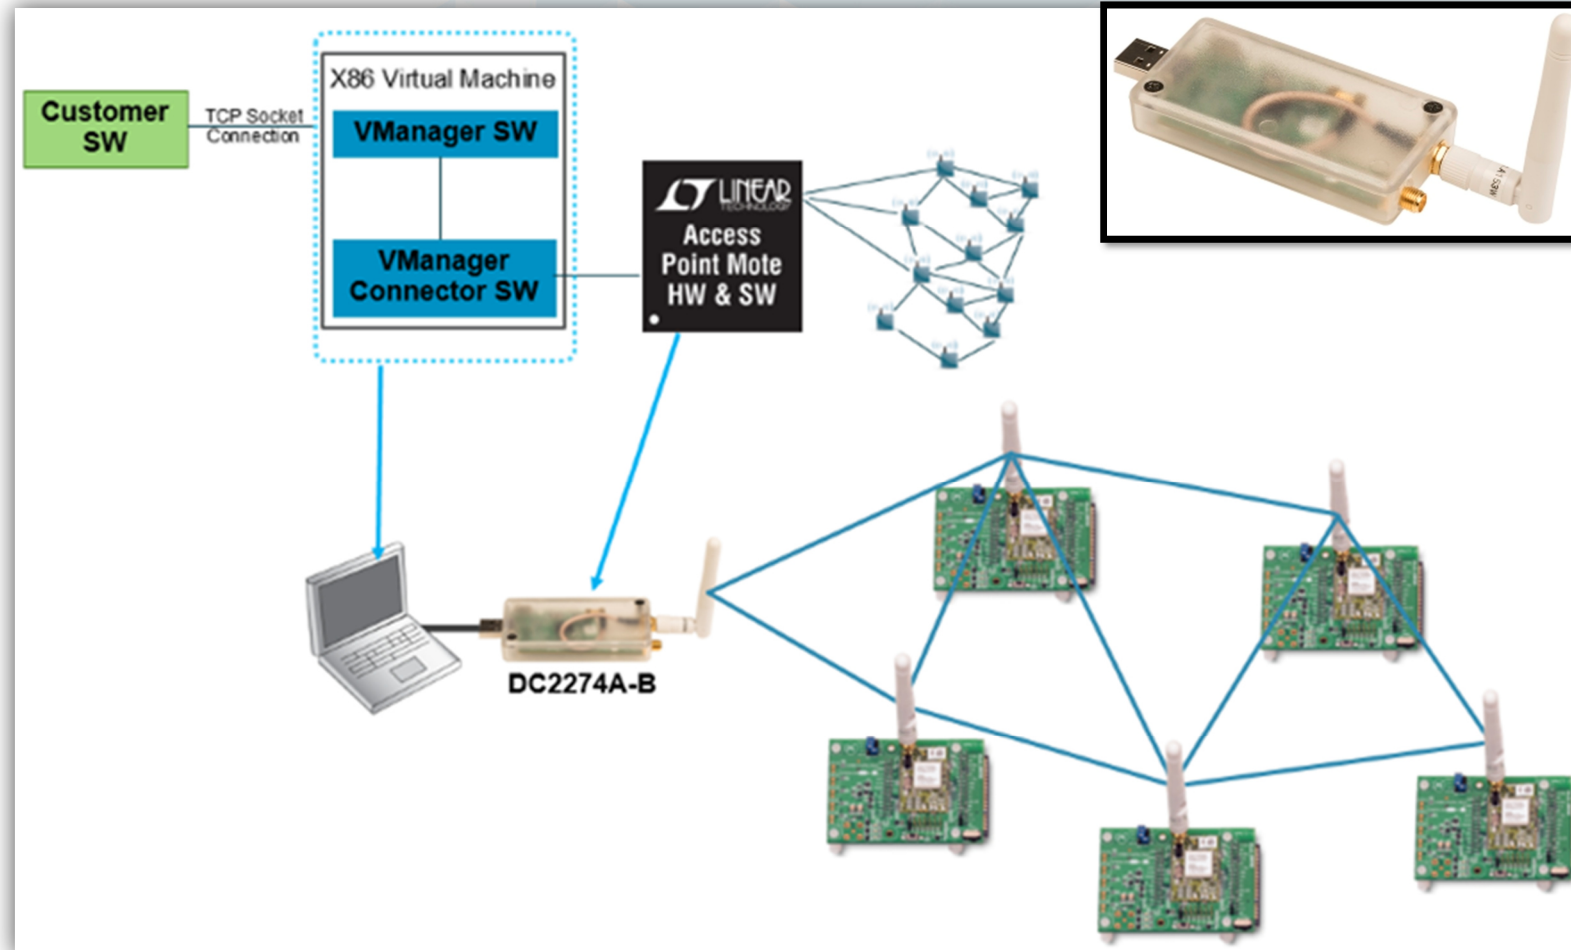 Customer
SW
TCP Socket
Connection
X86 Virtual Machine
VManager SW
VManager
Connector SW
LINEAR
TECHNOLOGY
Access
Point Mote
HW & SW
DC2274A-B